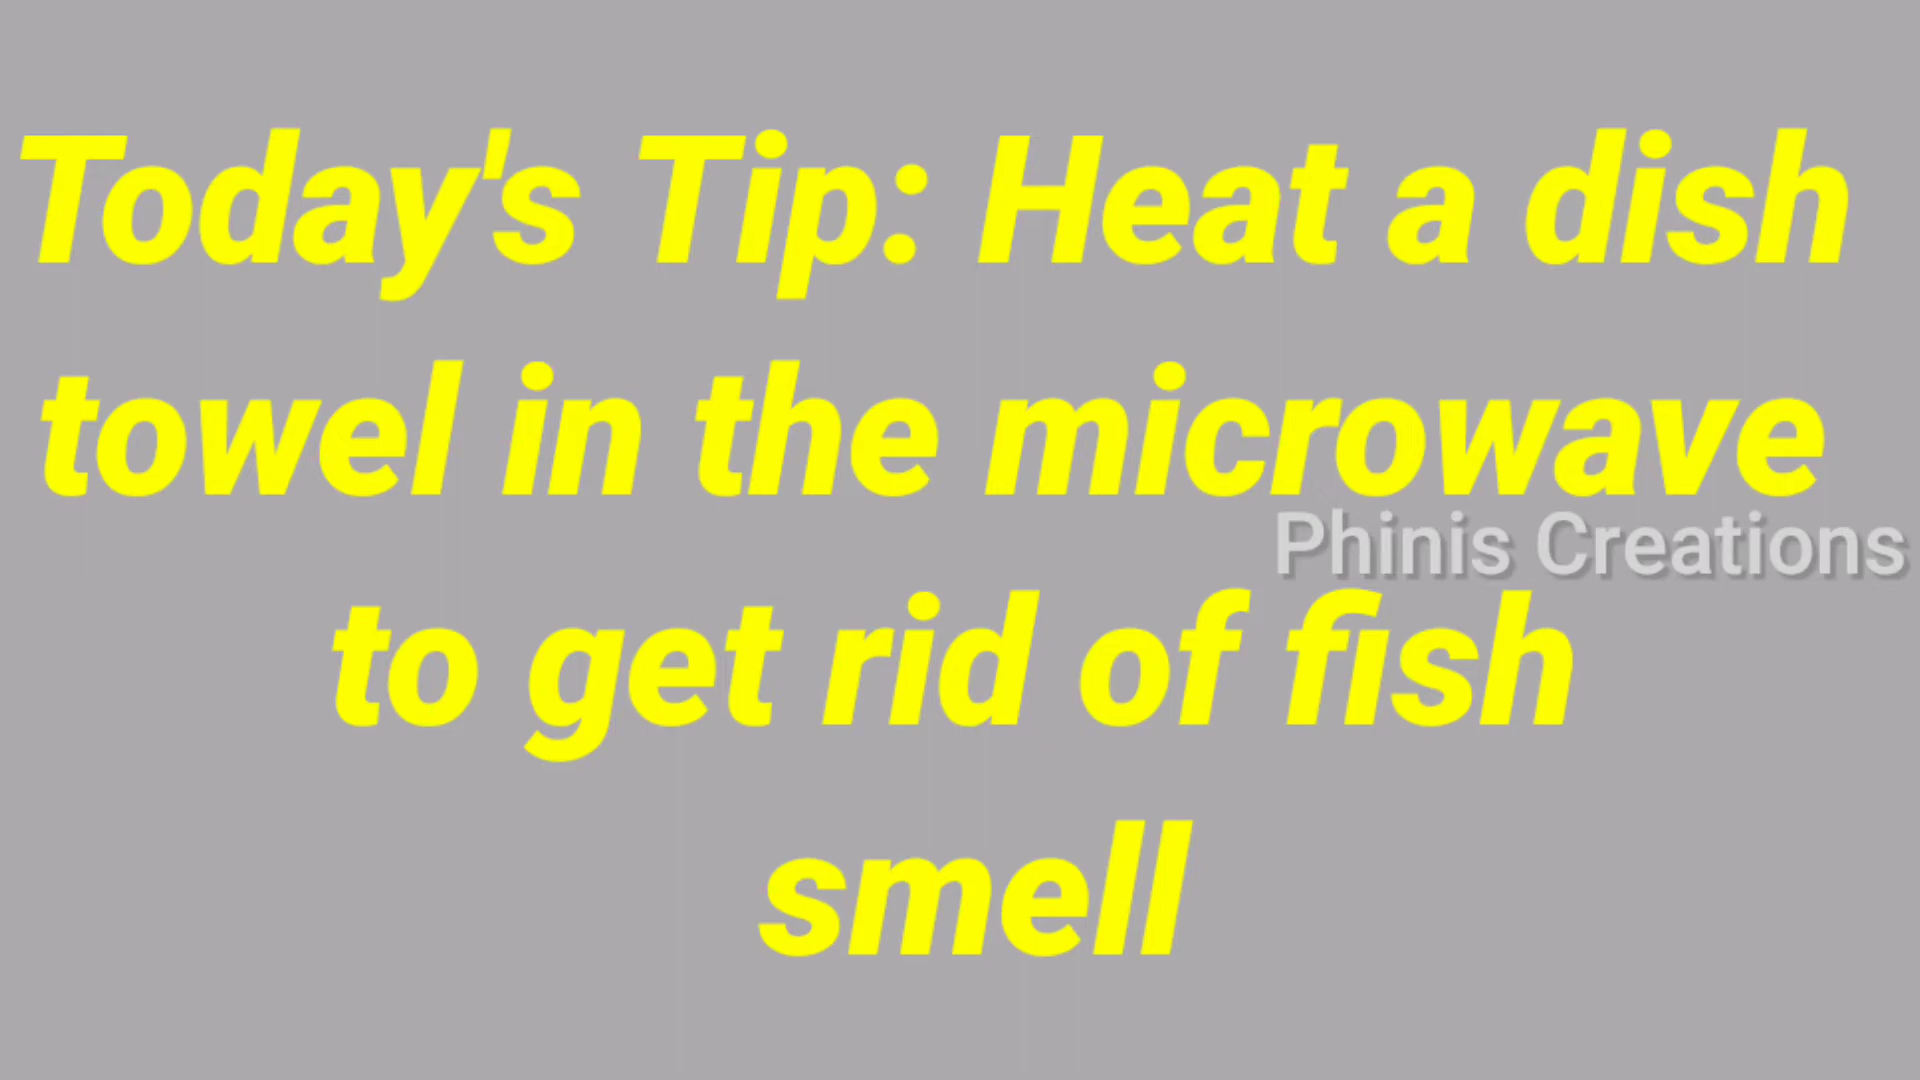 Today's Tip: Heat a dish
towel in the microwave
Phinis Creations
to get rid of fish
smell